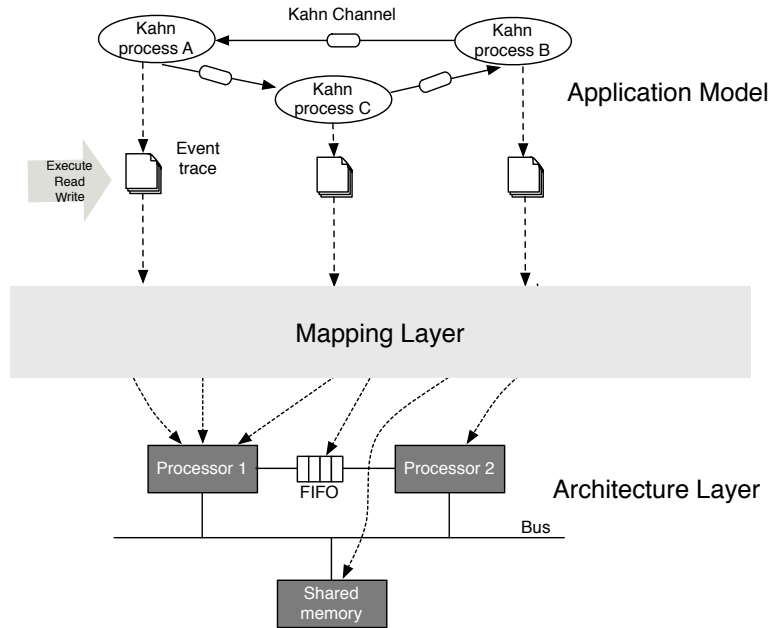 Kahn Channel
Kahn
process A
Kahn
process B
Kahn
process C
Application Model
Event
trace
Execute
Read
Write
Mapping Layer
Processor 1
FIFO
Processor 2
Architecture Layer
Bus
Shared
memory